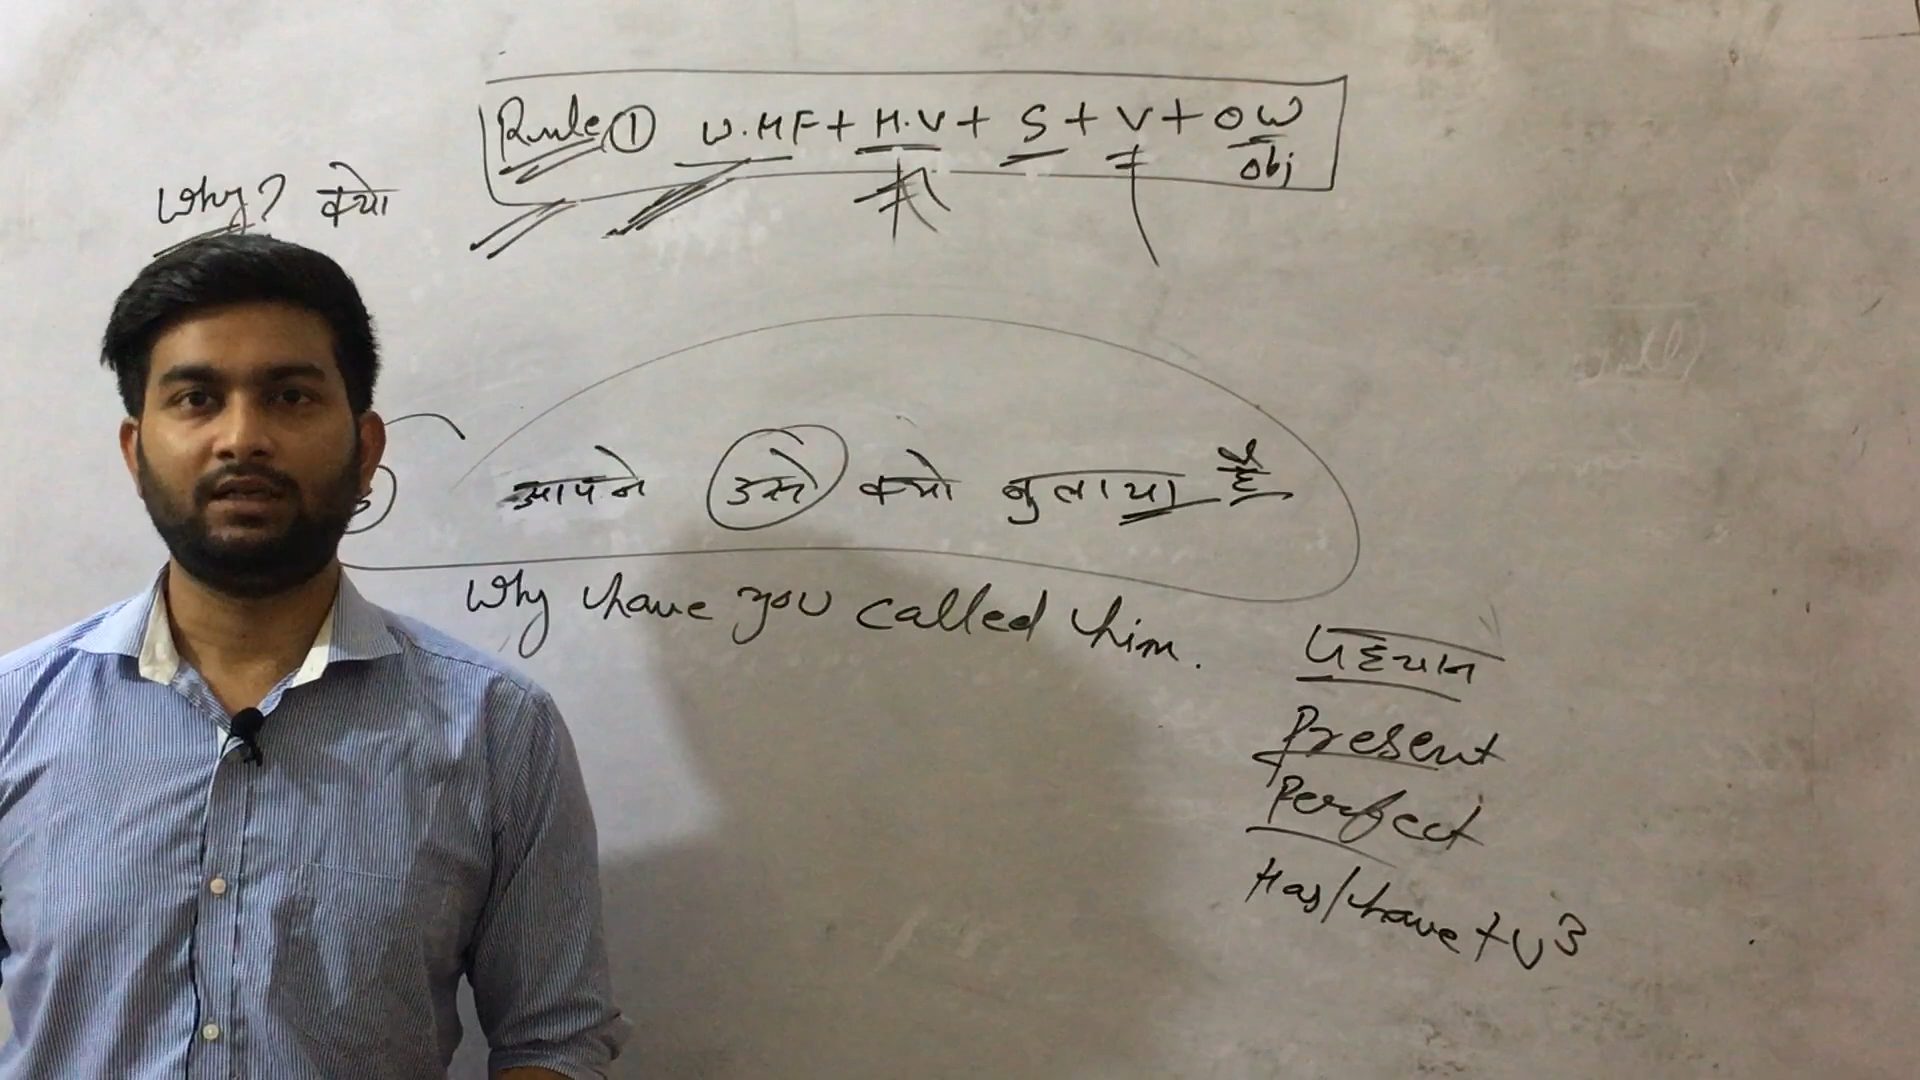 Rule ① W.HF + H.V + S + V + OW
obj
Why? क्यो
आपने उसे क्यो बुलाया है
Why have you called him.
पहचान
Present
Perfect
Has/have + V3